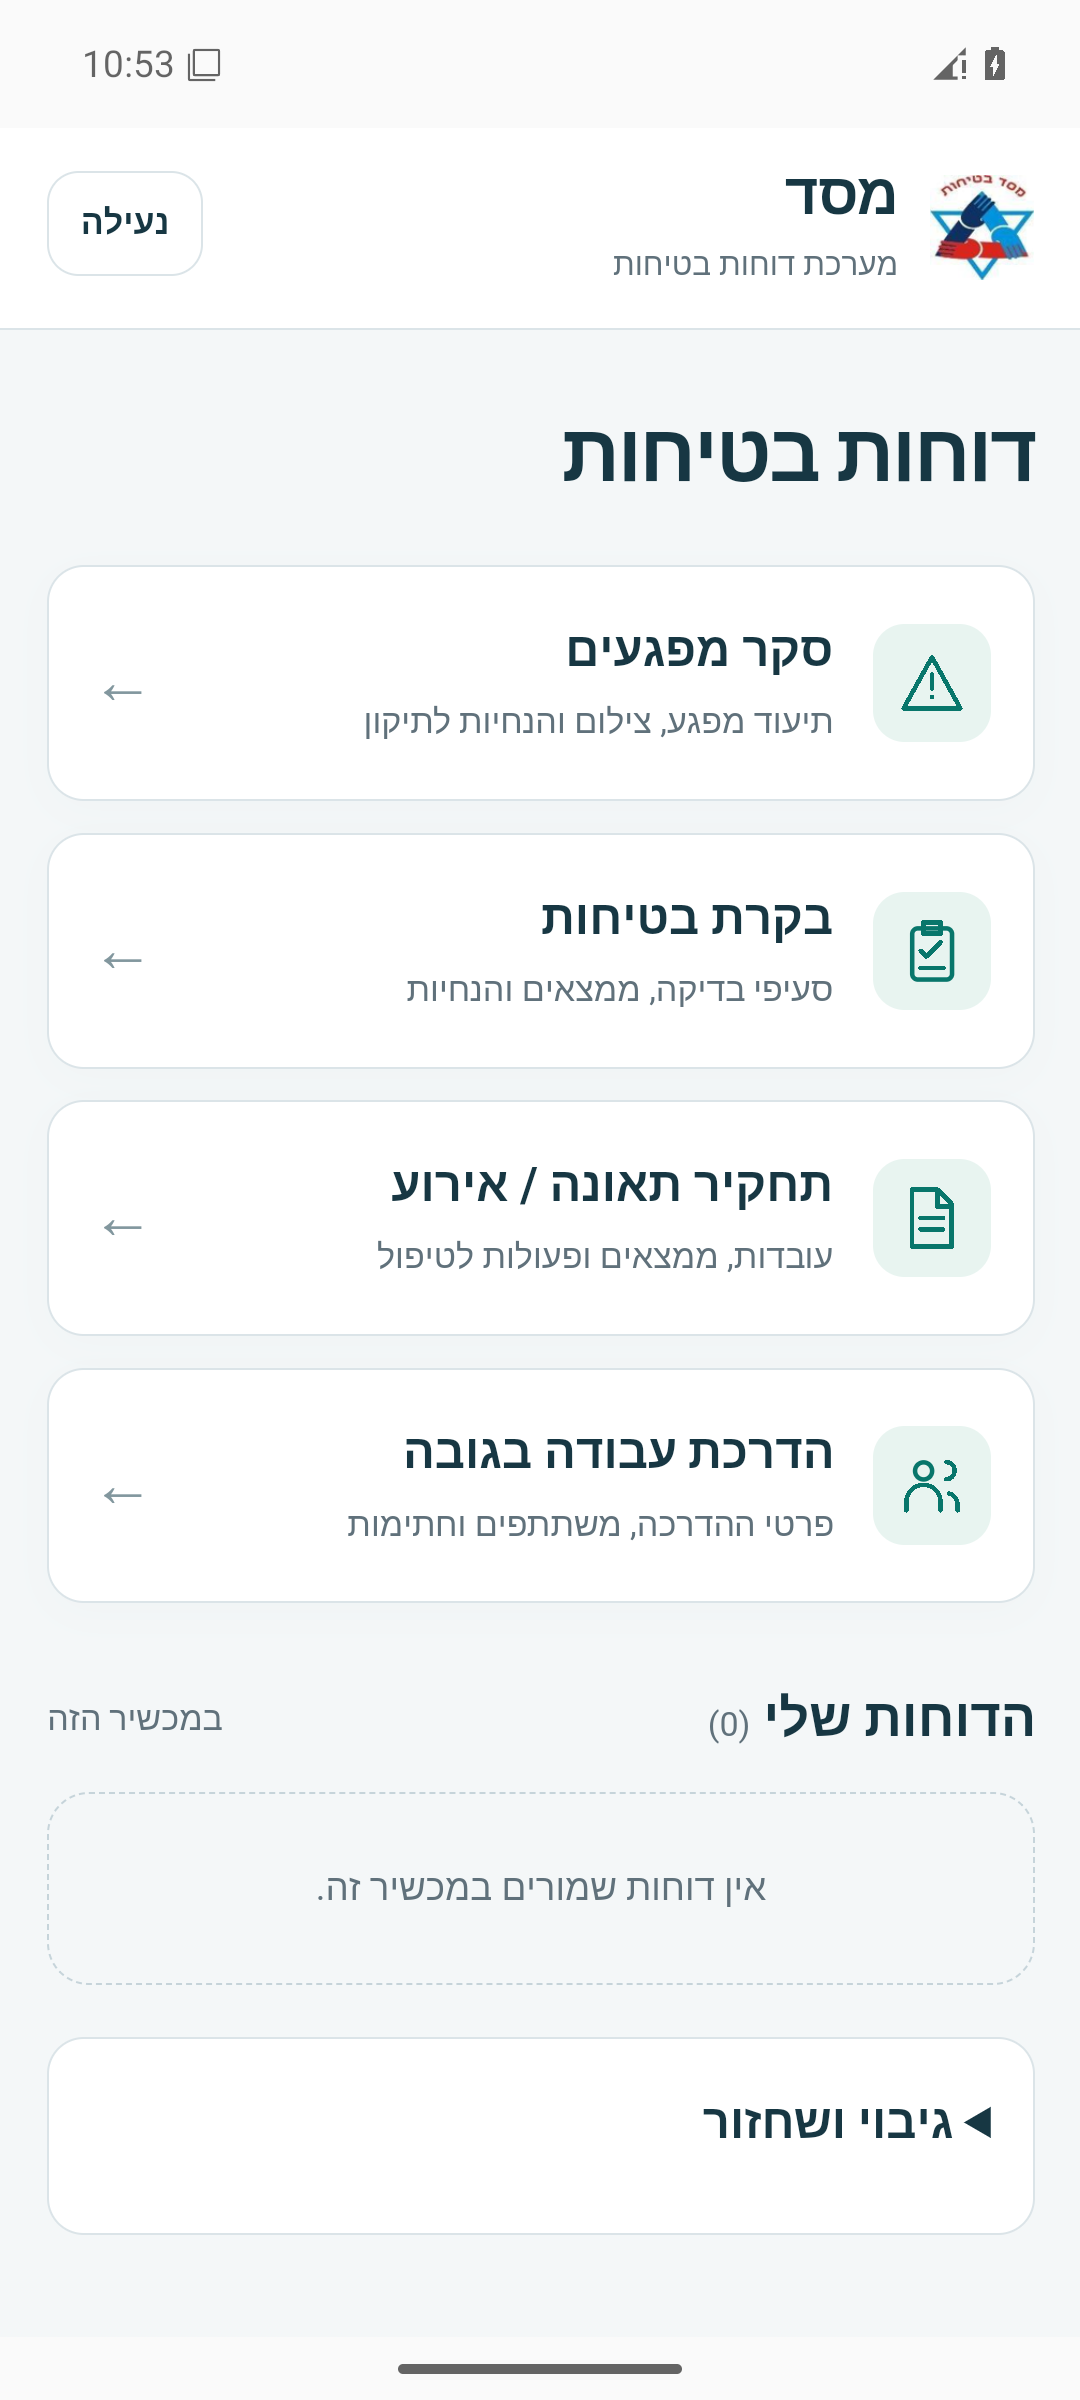 10:53
מסד בטיחות
מסד
מערכת דוחות בטיחות
נעילה
דוחות בטיחות
סקר מפגעים
תיעוד מפגע, צילום והנחיות לתיקון
←
בקרת בטיחות
סעיפי בדיקה, ממצאים והנחיות
←
תחקיר תאונה / אירוע
עובדות, ממצאים ופעולות לטיפול
←
הדרכת עבודה בגובה
פרטי ההדרכה, משתתפים וחתימות
←
הדוחות שלי (0)
במכשיר הזה
אין דוחות שמורים במכשיר זה.
גיבוי ושחזור